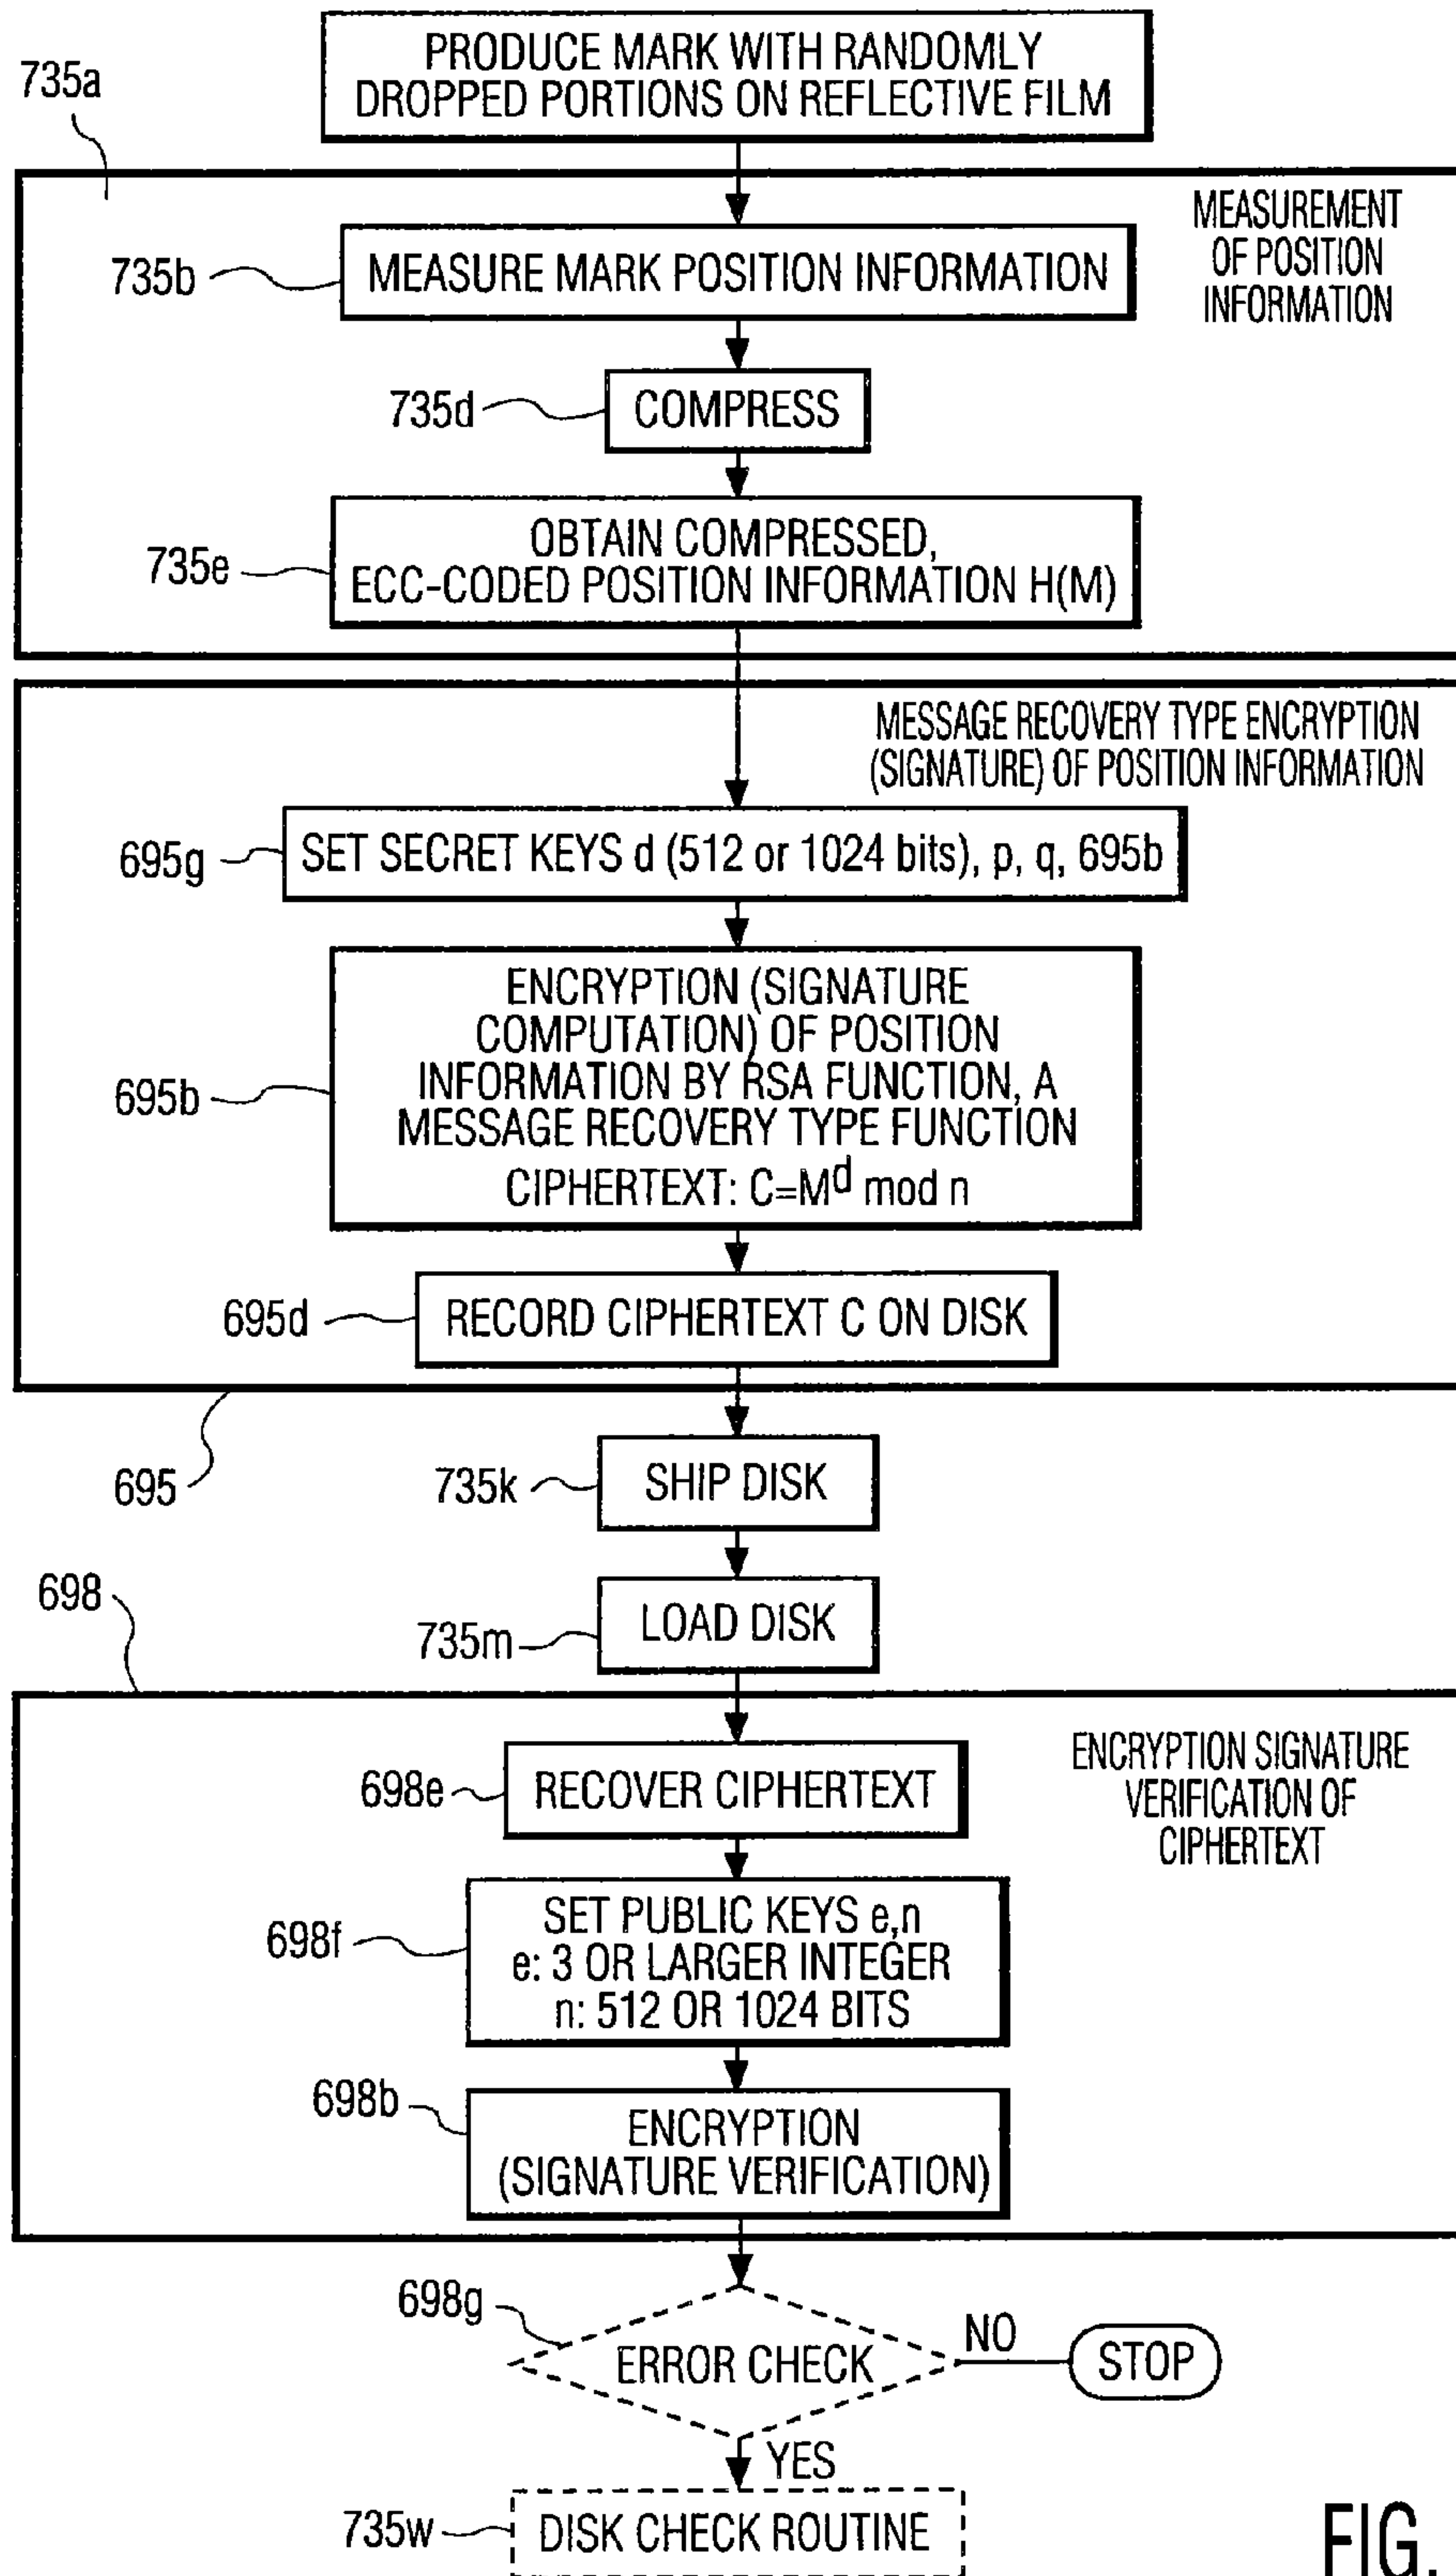 PRODUCE MARK WITH RANDOMLY
DROPPED PORTIONS ON REFLECTIVE FILM
735a
MEASUREMENT
OF POSITION
INFORMATION
735b
MEASURE MARK POSITION INFORMATION
735d
COMPRESS
735e
OBTAIN COMPRESSED,
ECC-CODED POSITION INFORMATION H(M)
MESSAGE RECOVERY TYPE ENCRYPTION
(SIGNATURE) OF POSITION INFORMATION
695g
SET SECRET KEYS d (512 or 1024 bits), p, q, 695b
695b
ENCRYPTION (SIGNATURE
COMPUTATION) OF POSITION
INFORMATION BY RSA FUNCTION, A
MESSAGE RECOVERY TYPE FUNCTION
CIPHERTEXT: C=M^d mod n
695d
RECORD CIPHERTEXT C ON DISK
695
735k
SHIP DISK
698
735m
LOAD DISK
ENCRYPTION SIGNATURE
VERIFICATION OF
CIPHERTEXT
698e
RECOVER CIPHERTEXT
698f
SET PUBLIC KEYS e,n
e: 3 OR LARGER INTEGER
n: 512 OR 1024 BITS
698b
ENCRYPTION
(SIGNATURE VERIFICATION)
698g
ERROR CHECK
NO
STOP
YES
735w
DISK CHECK ROUTINE
FIG.